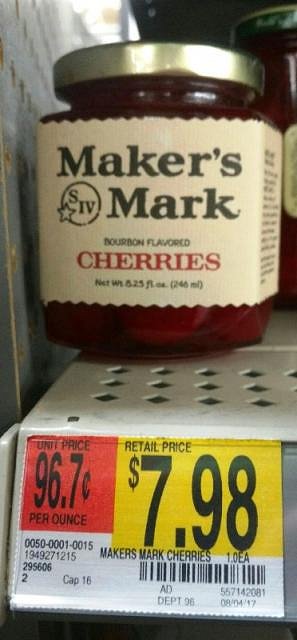 Maker's
SIV Mark
BOURBON FLAVORED
CHERRIES
Net Wt. 8.25 fl. oz. (246 ml)
UNIT PRICE
96.7¢
PER OUNCE
RETAIL PRICE
$7.98
0050-0001-0015
1949271215
295606
2 Cap 16
MAKERS MARK CHERRIES 1.0EA
AD 557142081
DEPT 96 08/04/17